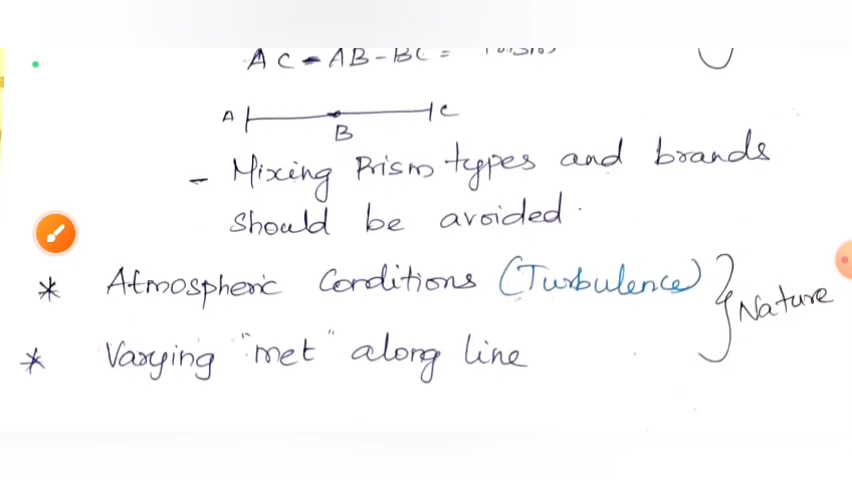 AC - AB - BC =
A C
B
- Mixing Prism types and brands
should be avoided.
* Atmospheric Conditions (Turbulence)
} Nature
* Varying "met" along line